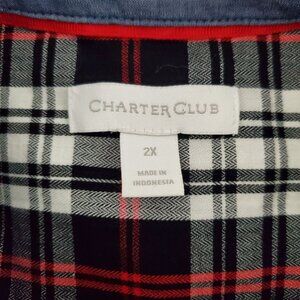 CHARTER CLUB
2X
MADE IN
INDONESIA